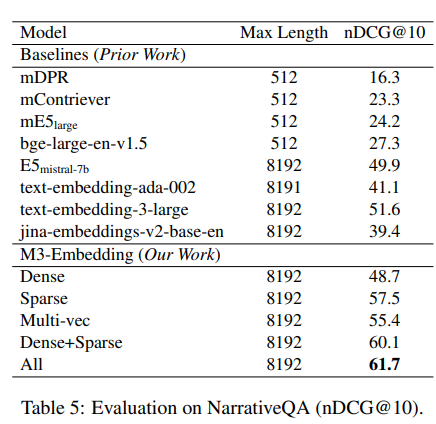 Model Max Length nDCG@10
Baselines (Prior Work)
mDPR 512 16.3
mContriever 512 23.3
mE5large 512 24.2
bge-large-en-v1.5 512 27.3
E5mistral-7b 8192 49.9
text-embedding-ada-002 8191 41.1
text-embedding-3-large 8192 51.6
jina-embeddings-v2-base-en 8192 39.4
M3-Embedding (Our Work)
Dense 8192 48.7
Sparse 8192 57.5
Multi-vec 8192 55.4
Dense+Sparse 8192 60.1
All 8192 61.7
Table 5: Evaluation on NarrativeQA (nDCG@10).